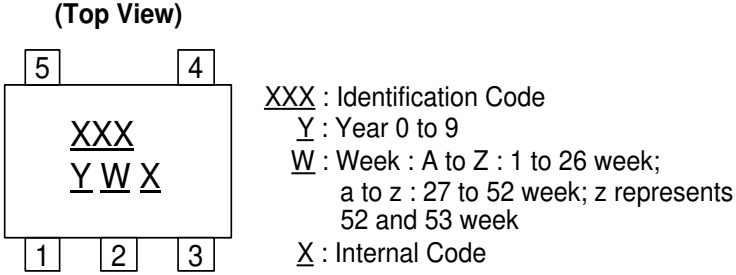 (Top View)
5 4
XXX
Y W X
1 2 3
XXX : Identification Code
Y : Year 0 to 9
W : Week : A to Z : 1 to 26 week;
a to z : 27 to 52 week; z represents
52 and 53 week
X : Internal Code